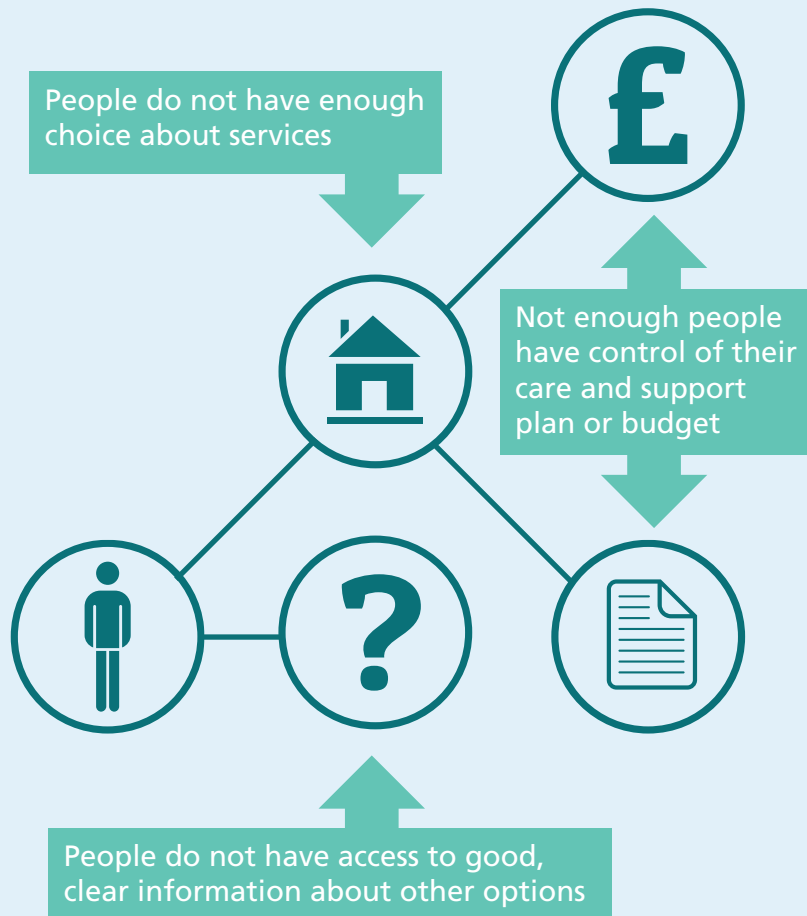 £
People do not have enough
choice about services
Not enough people
have control of their
care and support
plan or budget
?
People do not have access to good,
clear information about other options